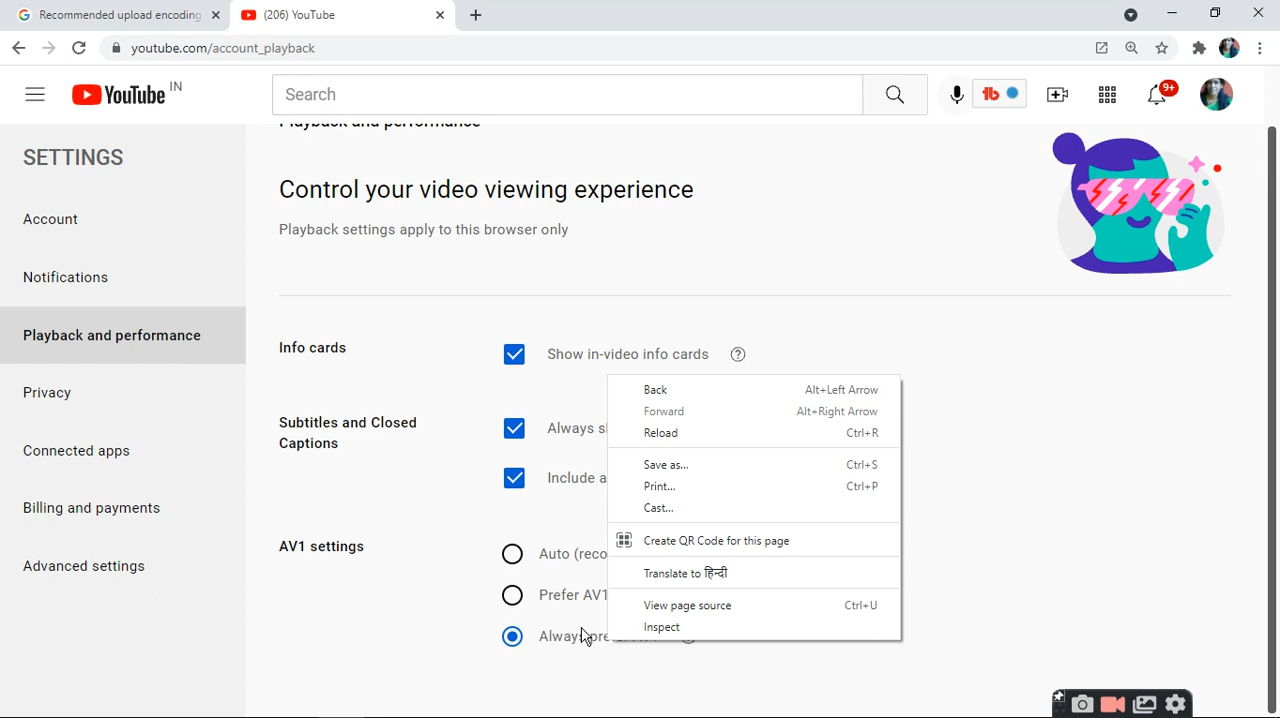 Recommended upload encoding
(206) YouTube
youtube.com/account_playback
YouTube IN
Search
9+
SETTINGS
Account
Notifications
Playback and performance
Privacy
Connected apps
Billing and payments
Advanced settings
Playback and performance
Control your video viewing experience
Playback settings apply to this browser only
Info cards
Show in-video info cards
Subtitles and Closed
Captions
Always
Include
AV1 settings
Auto (reco
Prefer AV1
Always
Back Alt+Left Arrow
Forward Alt+Right Arrow
Reload Ctrl+R
Save as... Ctrl+S
Print... Ctrl+P
Cast...
Create QR Code for this page
Translate to हिन्दी
View page source Ctrl+U
Inspect